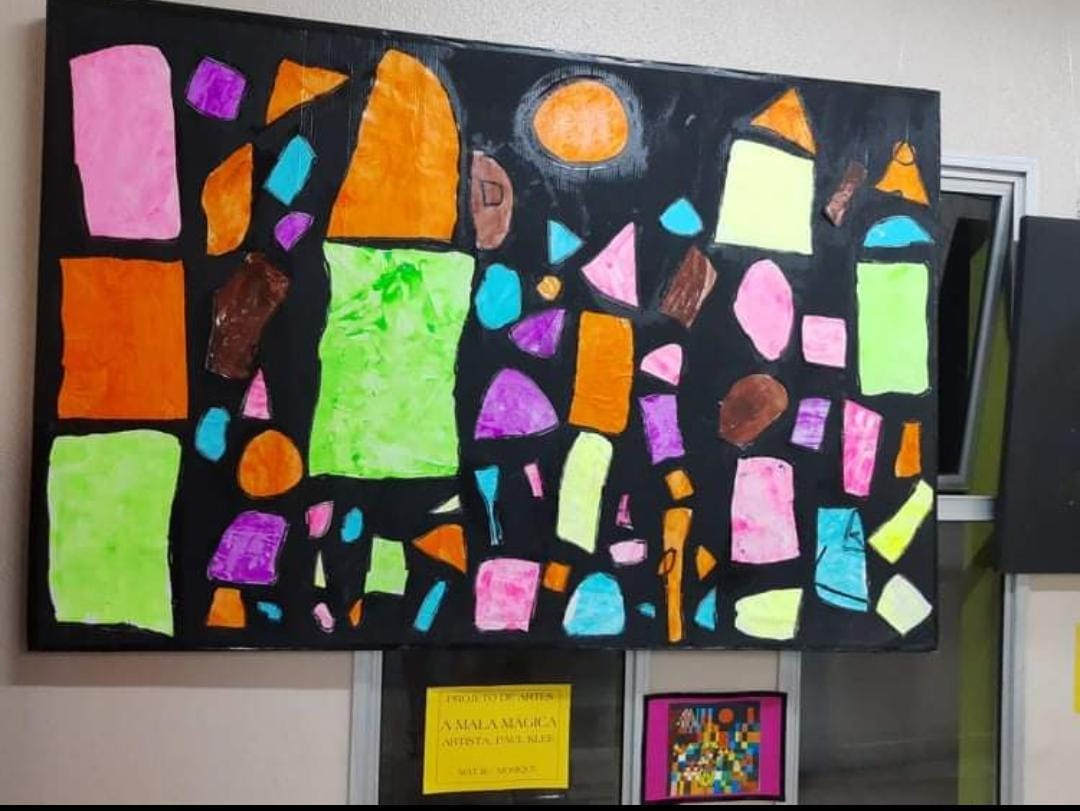 PROJETO DE ARTES
A MALA MÁGICA
ARTISTA, PAUL KLEE